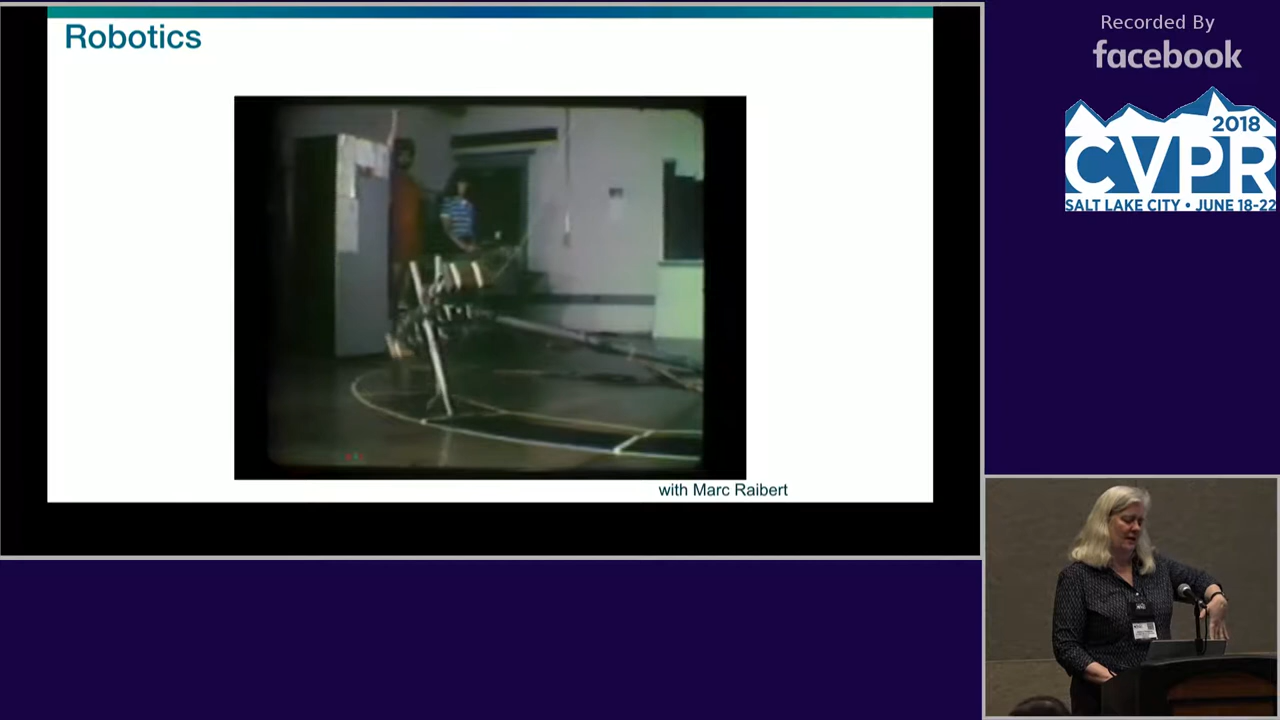 Robotics
with Marc Raibert
Recorded By
facebook
2018
CVPR
SALT LAKE CITY • JUNE 18-22